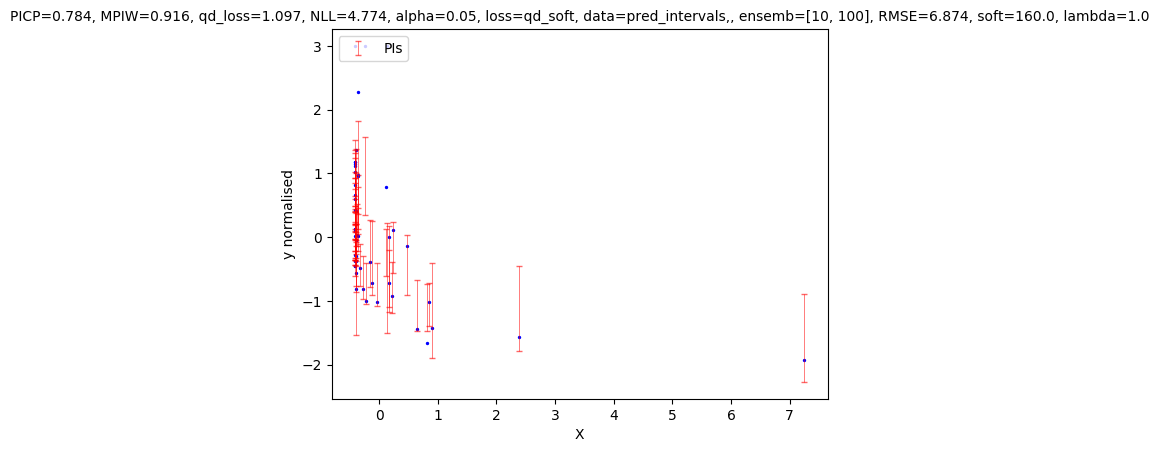 PICP=0.784, MPIW=0.916, qd_loss=1.097, NLL=4.774, alpha=0.05, loss=qd_soft, data=pred_intervals,, ensemb=[10, 100], RMSE=6.874, soft=160.0, lambda=1.0
PIs
3
2
1
0
−1
−2
y normalised
0 1 2 3 4 5 6 7
X